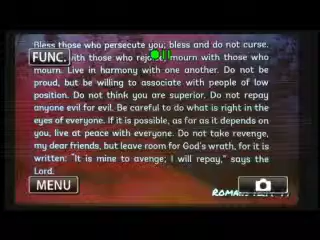 Bless those who persecute you; bless and do not curse.
FUNC.
with those who rejoice, mourn with those who
mourn. Live in harmony with one another. Do not be
proud, but be willing to associate with people of low
position. Do not think you are superior. Do not repay
anyone evil for evil. Be careful to do what is right in the
eyes of everyone. If it is possible, as far as it depends on
you, live at peace with everyone. Do not take revenge,
my dear friends, but leave room for God's wrath, for it is
written: "It is mine to avenge; I will repay," says the
Lord.
MENU